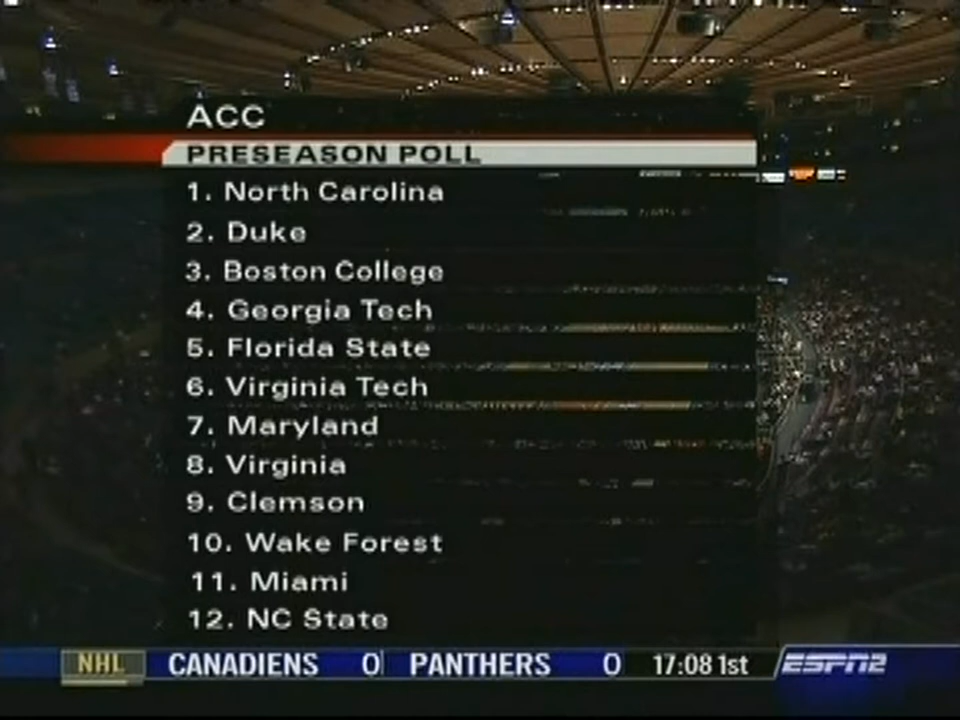 ACC
PRESEASON POLL
1. North Carolina
2. Duke
3. Boston College
4. Georgia Tech
5. Florida State
6. Virginia Tech
7. Maryland
8. Virginia
9. Clemson
10. Wake Forest
11. Miami
12. NC State
NHL CANADIENS 0 PANTHERS 0 17:08 1st ESPN2